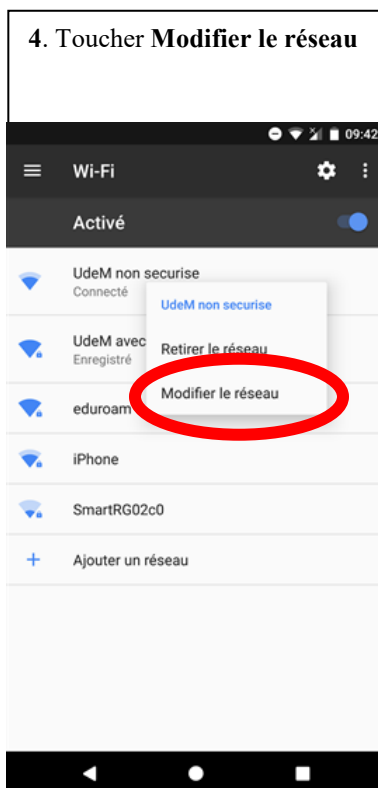 4. Toucher Modifier le réseau
09:42
Wi-Fi
Activé
UdeM non securise
Connecté
UdeM non securise
UdeM avec
Enregistré
Retirer le réseau
Modifier le réseau
eduroam
iPhone
SmartRG02c0
Ajouter un réseau